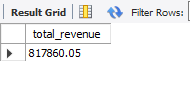 Result Grid Filter Rows:
total_revenue
817860.05